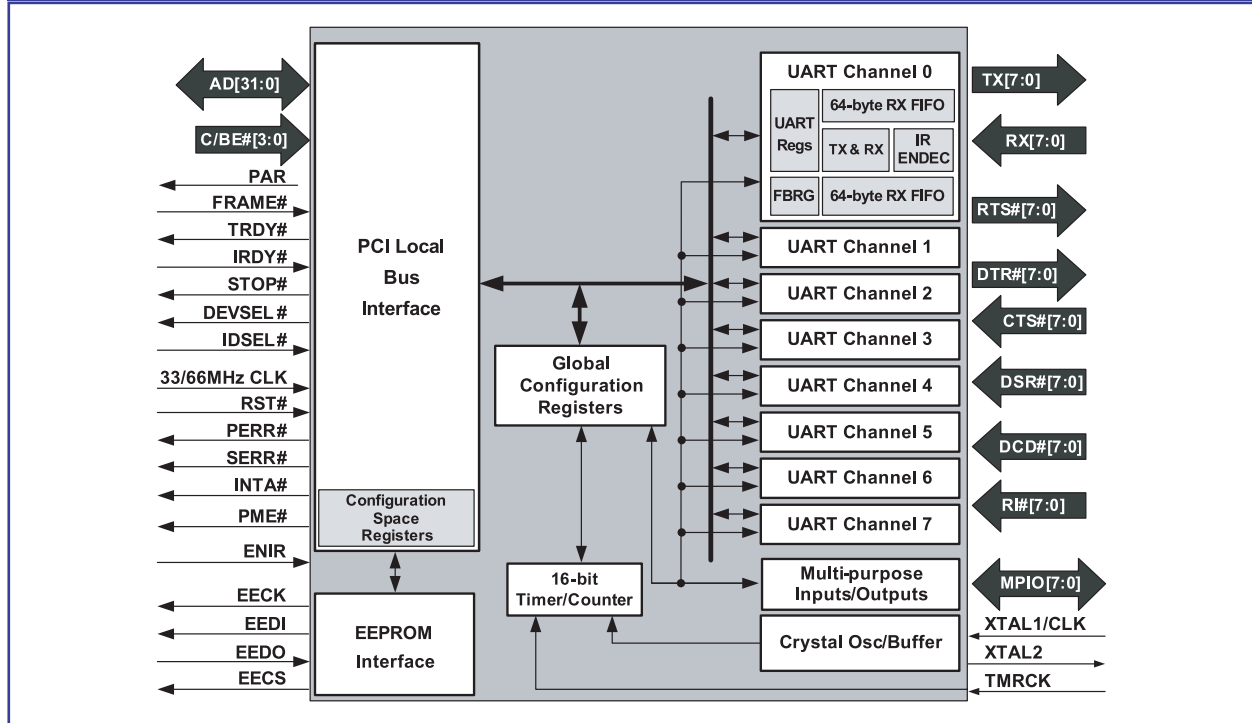 AD[31:0]
C/BE#[3:0]
PAR
FRAME#
TRDY#
IRDY#
STOP#
DEVSEL#
IDSEL#
33/66MHz CLK
RST#
PERR#
SERR#
INTA#
PME#
ENIR
EECK
EEDI
EEDO
EECS
PCI Local
Bus
Interface
Configuration
Space
Registers
EEPROM
Interface
Global
Configuration
Registers
16-bit
Timer/Counter
UART Channel 0
UART
Regs
64-byte RX FIFO
TX & RX
IR
ENDEC
FBRG
64-byte RX FIFO
UART Channel 1
UART Channel 2
UART Channel 3
UART Channel 4
UART Channel 5
UART Channel 6
UART Channel 7
Multi-purpose
Inputs/Outputs
Crystal Osc/Buffer
TX[7:0]
RX[7:0]
RTS#[7:0]
DTR#[7:0]
CTS#[7:0]
DSR#[7:0]
DCD#[7:0]
RI#[7:0]
MPIO[7:0]
XTAL1/CLK
XTAL2
TMRCK